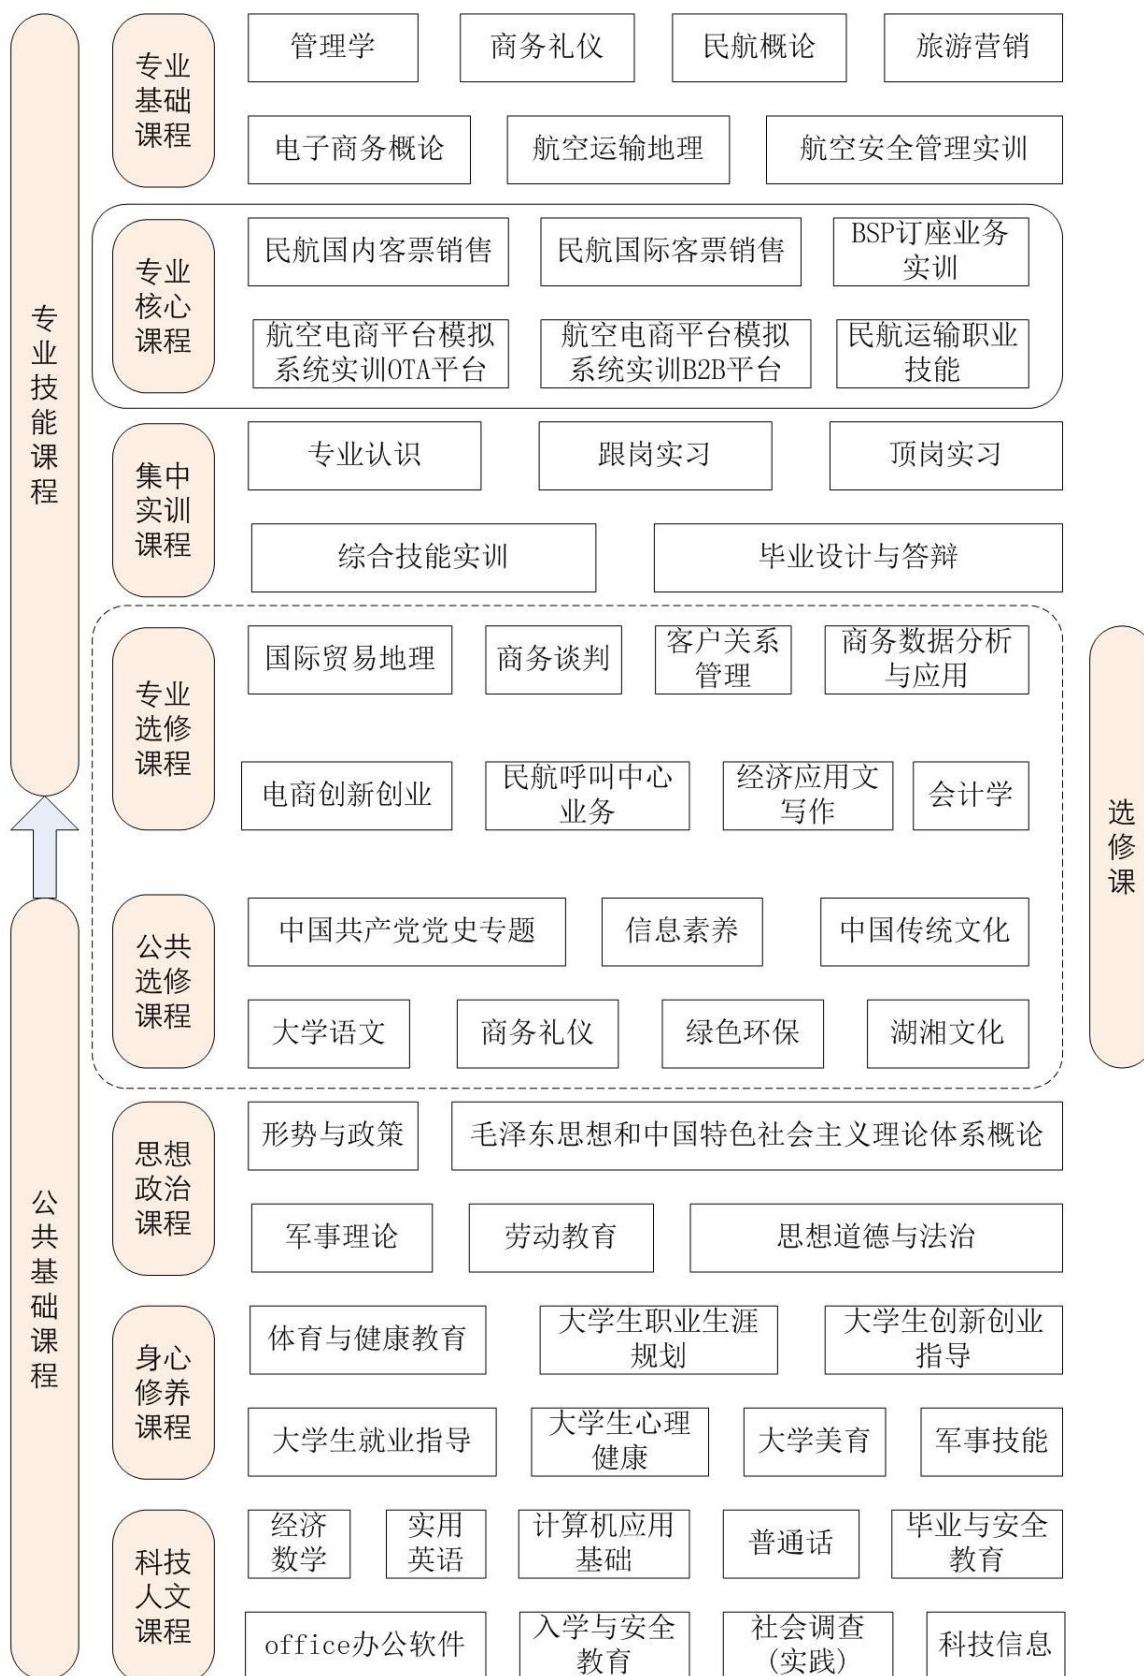 专业技能课程
专业
基础
课程
管理学
商务礼仪
民航概论
旅游营销
电子商务概论
航空运输地理
航空安全管理实训
专业
核心
课程
民航国内客票销售
民航国际客票销售
BSP订座业务
实训
航空电商平台模拟
系统实训OTA平台
航空电商平台模拟
系统实训B2B平台
民航运输职业
技能
集中
实训
课程
专业认识
跟岗实习
顶岗实习
综合技能实训
毕业设计与答辩
专业
选修
课程
国际贸易地理
商务谈判
客户关系
管理
商务数据分析
与应用
电商创新创业
民航呼叫中心
业务
经济应用文
写作
会计学
选修课
公共基础课程
公共
选修
课程
中国共产党党史专题
信息素养
中国传统文化
大学语文
商务礼仪
绿色环保
湖湘文化
思想
政治
课程
形势与政策
毛泽东思想和中国特色社会主义理论体系概论
军事理论
劳动教育
思想道德与法治
身心
修养
课程
体育与健康教育
大学生职业生涯
规划
大学生创新创业
指导
大学生就业指导
大学生心理
健康
大学美育
军事技能
科技
人文
课程
经济
数学
实用
英语
计算机应用
基础
普通话
毕业与安全
教育
office办公软件
入学与安全
教育
社会调查
(实践)
科技信息